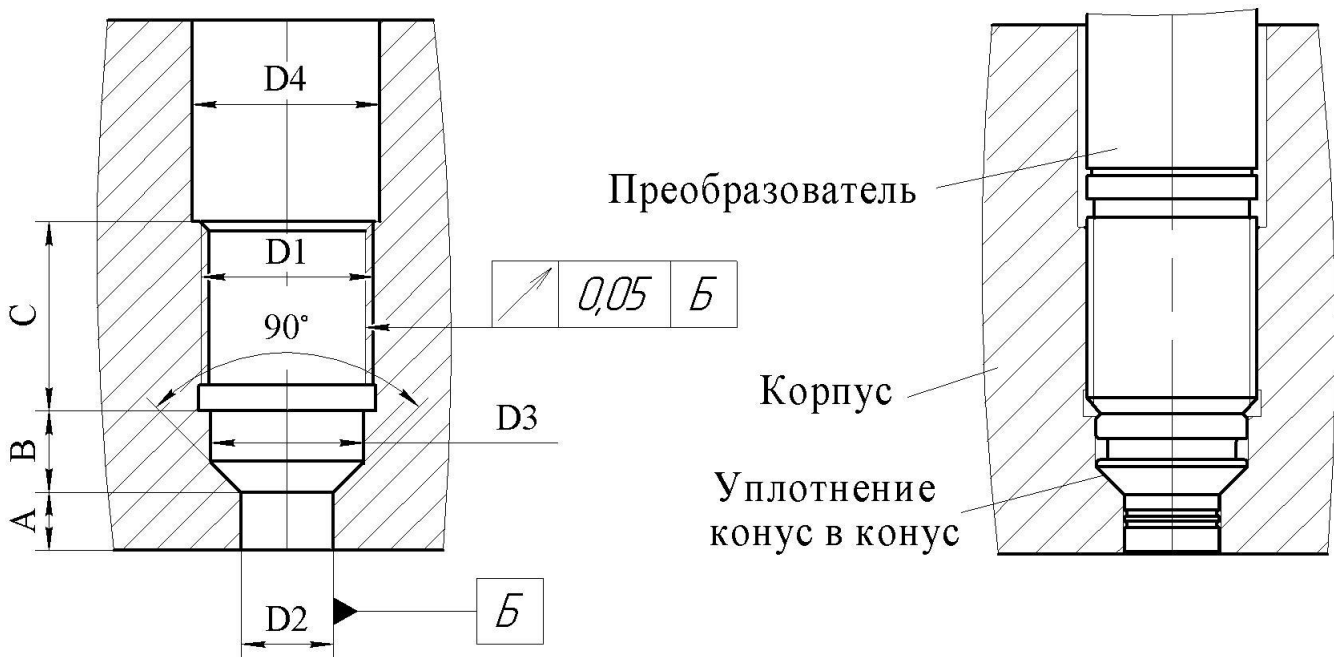 D4
D1
C
90°
0,05 Б
D3
B
A
D2
Б
Преобразователь
Корпус
Уплотнение
конус в конус